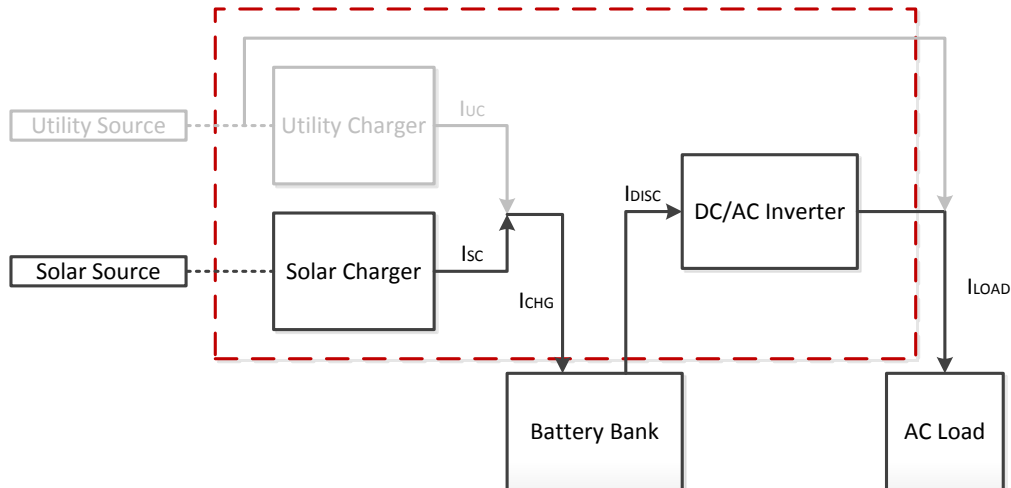 Utility Source
Utility Charger
IUC
Solar Source
Solar Charger
ISC
ICHG
IDISC
DC/AC Inverter
ILOAD
Battery Bank
AC Load